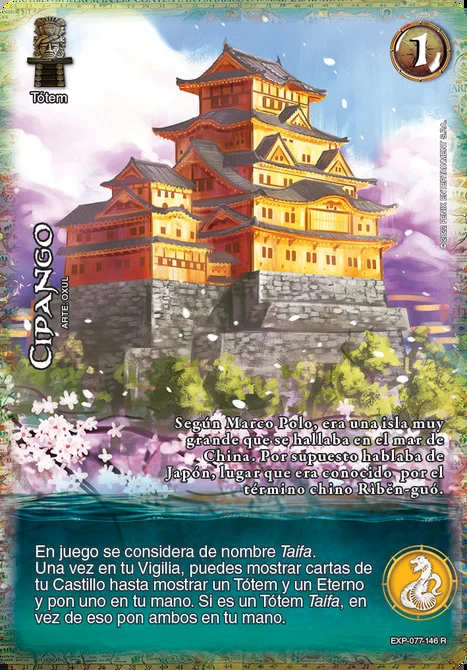 1
Tótem
© 2022 FENIX ENTERTAINMENT S.P.A.
CIPANGO
ARTE: OXUL
Según Marco Polo, era una isla muy
grande que se hallaba en el mar de
China. Por supuesto hablaba de
Japón, lugar que era conocido por el
término chino Rìběn-guó.
En juego se considera de nombre Taifa.
Una vez en tu Vigilia, puedes mostrar cartas de
tu Castillo hasta mostrar un Tótem y un Eterno
y pon uno en tu mano. Si es un Tótem Taifa, en
vez de eso pon ambos en tu mano.
EXP-077-146 R